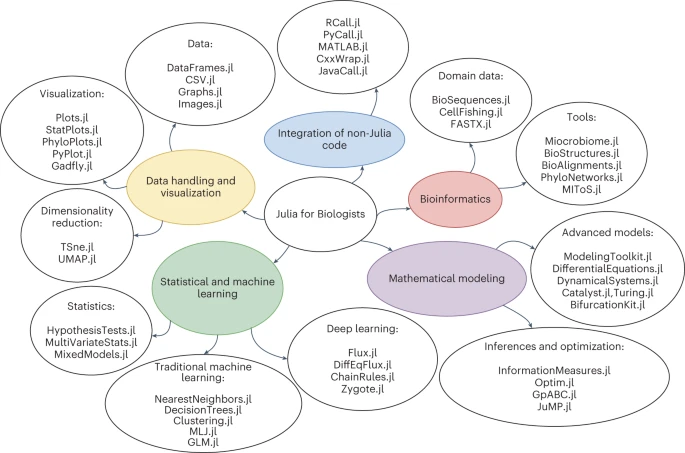 RCall.jl
PyCall.jl
MATLAB.jl
CxxWrap.jl
JavaCall.jl
Data:
DataFrames.jl
CSV.jl
Graphs.jl
Images.jl
Domain data:
BioSequences.jl
CellFishing.jl
FASTX.jl
Visualization:
Plots.jl
StatPlots.jl
PhyloPlots.jl
PyPlot.jl
Gadfly.jl
Tools:
Miocrobiome.jl
BioStructures.jl
BioAlignments.jl
PhyloNetworks.jl
MIToS.jl
Integration of non-Julia
code
Data handling and
visualization
Bioinformatics
Julia for Biologists
Dimensionality
reduction:
TSne.jl
UMAP.jl
Advanced models:
ModelingToolkit.jl
DifferentialEquations.jl
DynamicalSystems.jl
Catalyst.jl,Turing.jl
BifurcationKit.jl
Statistical and machine
learning
Mathematical modeling
Statistics:
HypothesisTests.jl
MultiVariateStats.jl
MixedModels.jl
Deep learning:
Flux.jl
DiffEqFlux.jl
ChainRules.jl
Zygote.jl
Inferences and optimization:
InformationMeasures.jl
Optim.jl
GpABC.jl
JuMP.jl
Traditional machine
learning:
NearestNeighbors.jl
DecisionTrees.jl
Clustering.jl
MLJ.jl
GLM.jl